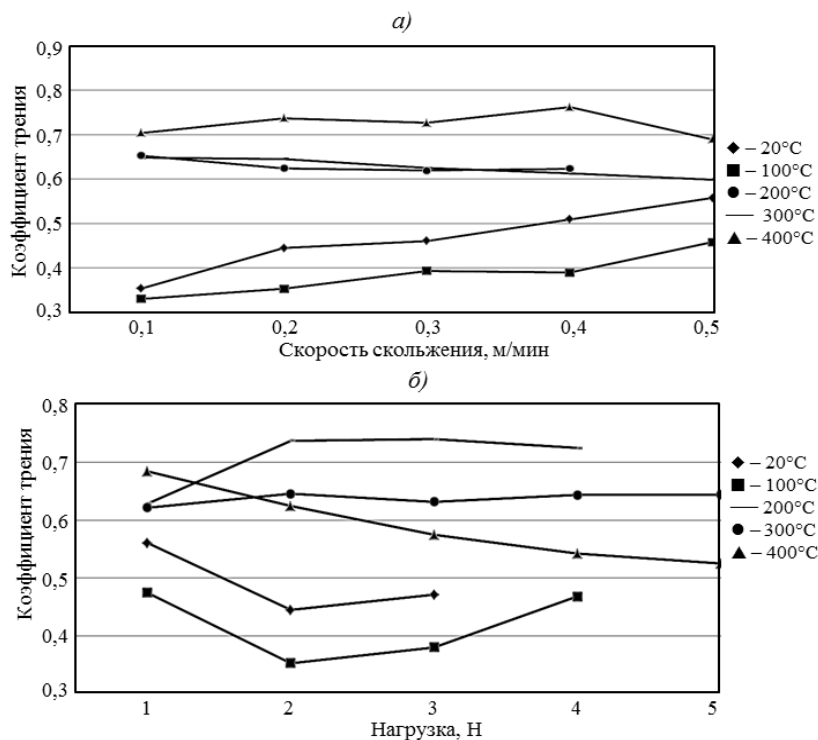 а)
Коэффициент трения
0,9
0,8
0,7
0,6
0,5
0,4
0,3
0,1 0,2 0,3 0,4 0,5
Скорость скольжения, м/мин
– 20°C
– 100°C
– 200°C
300°C
– 400°C
б)
Коэффициент трения
0,8
0,7
0,6
0,5
0,4
0,3
1 2 3 4 5
Нагрузка, Н
– 20°C
– 100°C
200°C
– 300°C
– 400°C